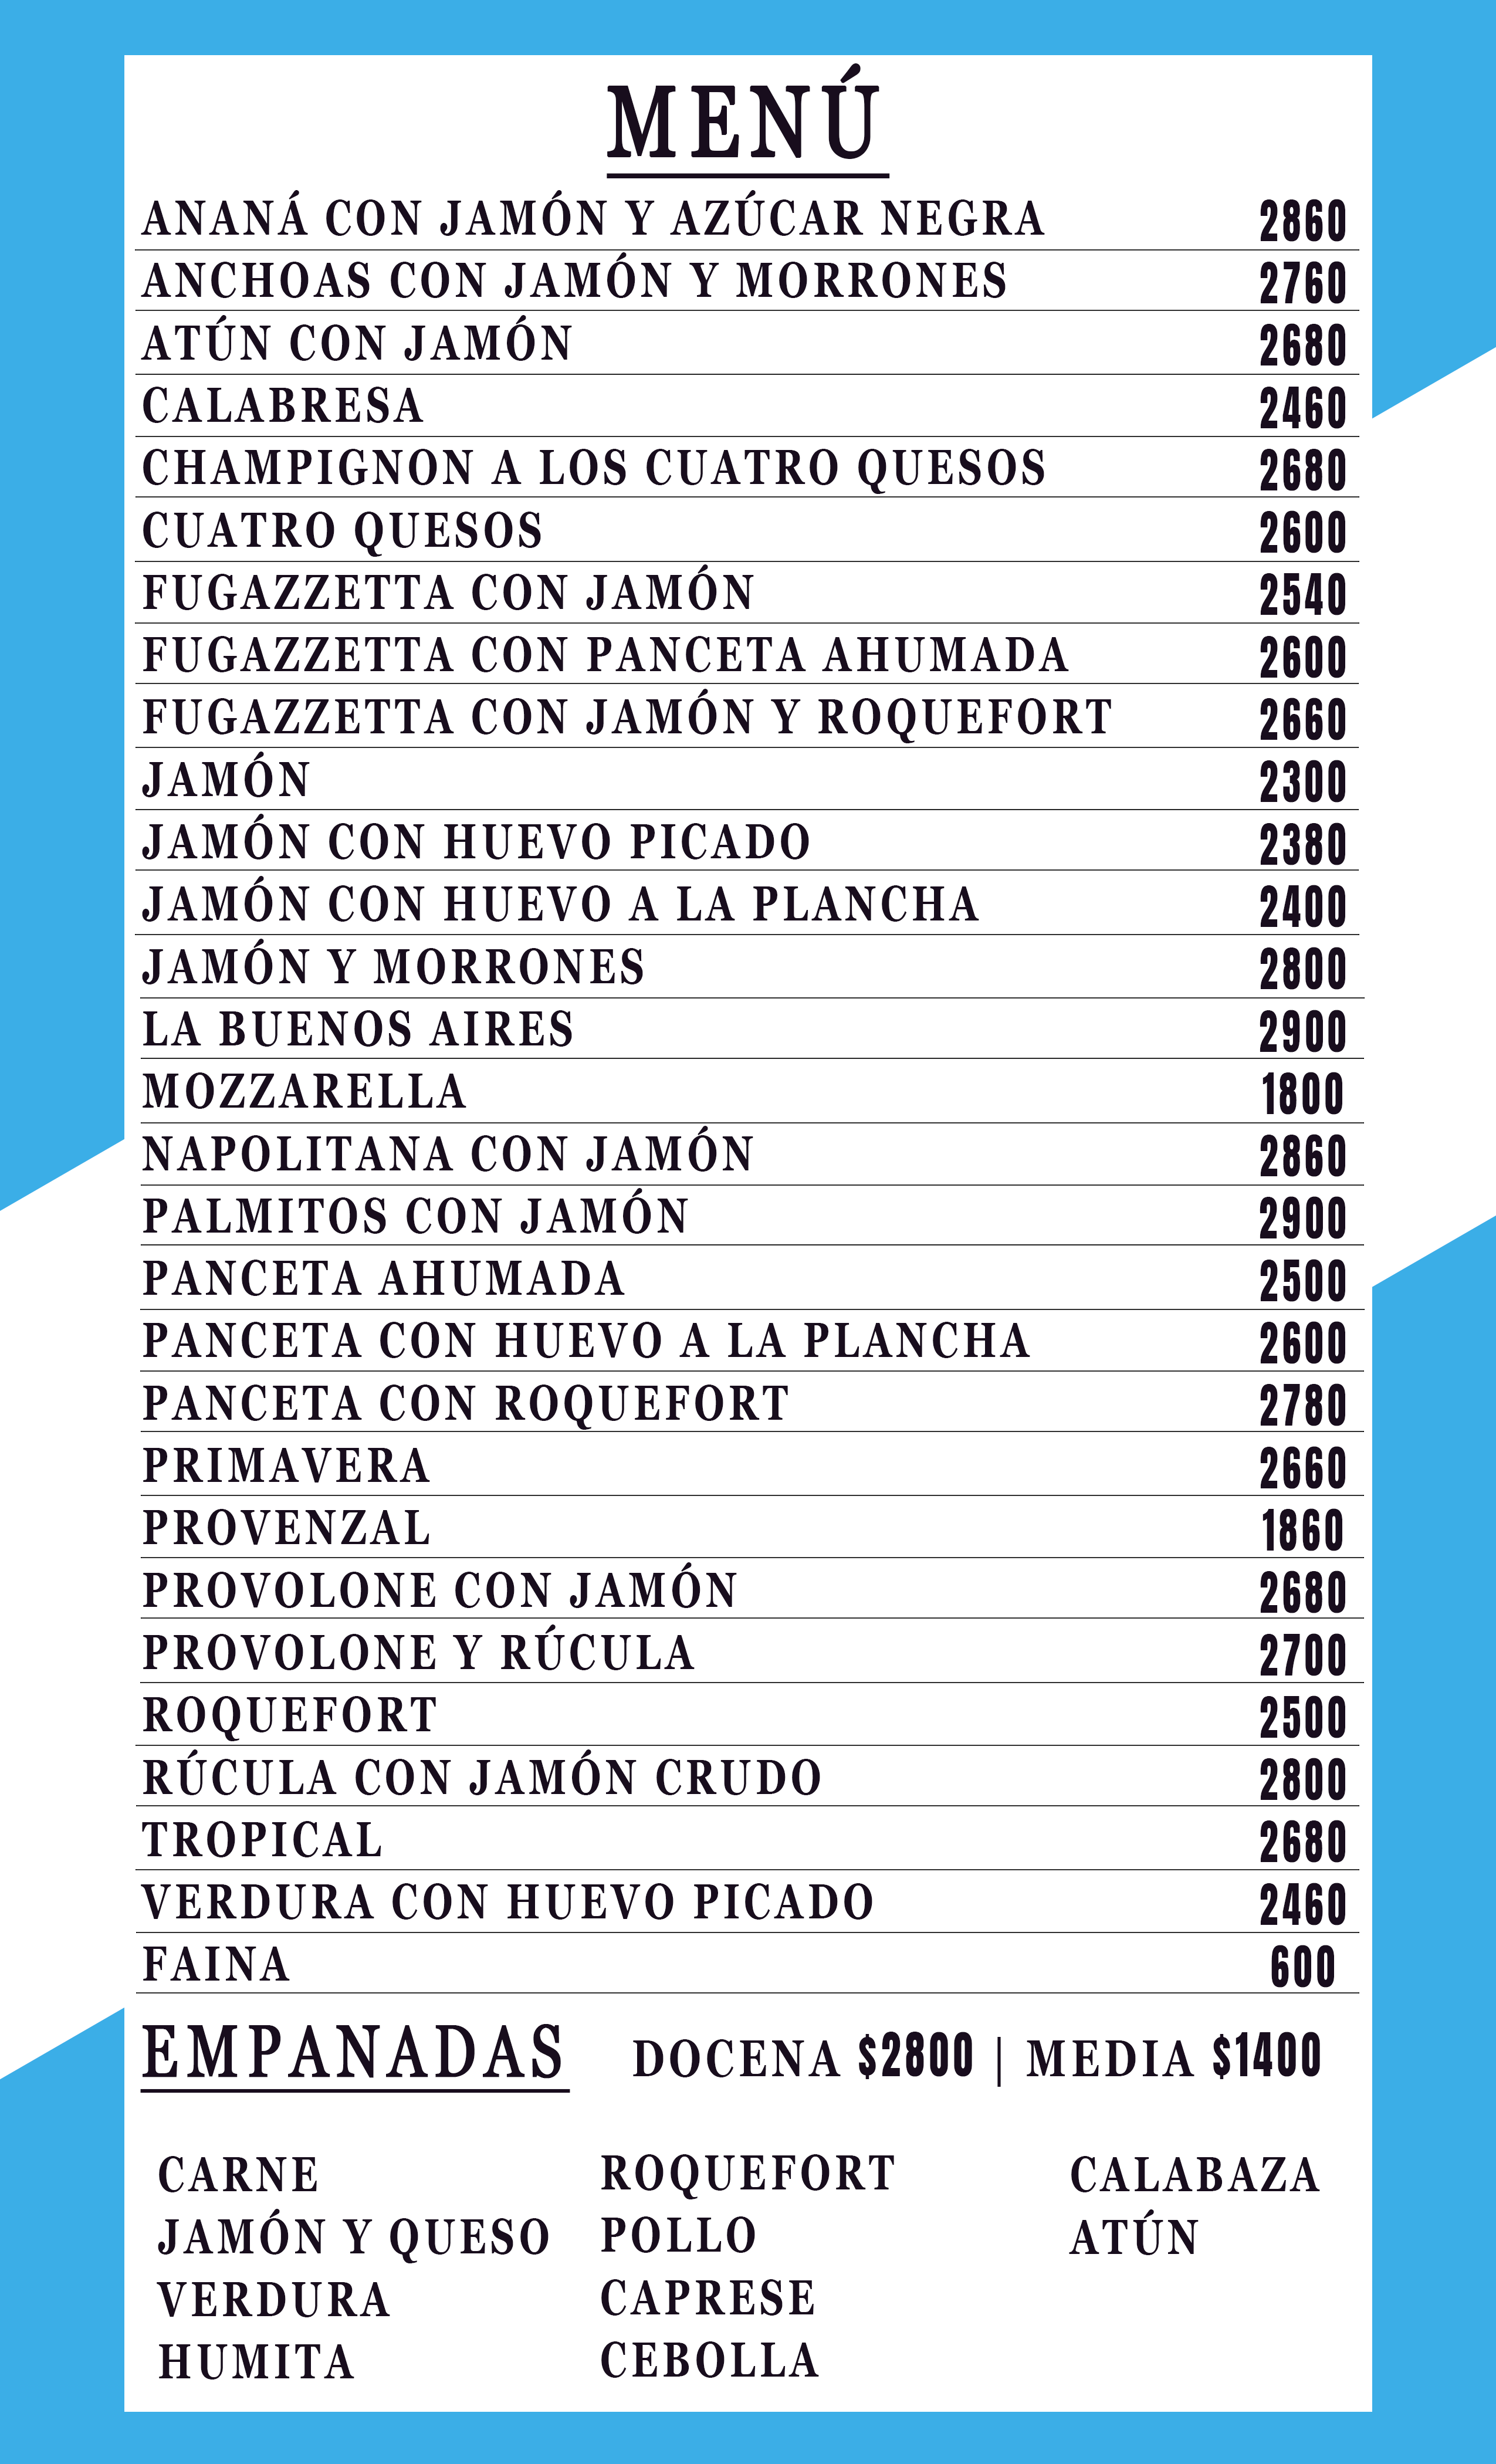 MENÚ
ANANÁ CON JAMÓN Y AZÚCAR NEGRA 2860
ANCHOAS CON JAMÓN Y MORRONES 2760
ATÚN CON JAMÓN 2680
CALABRESA 2460
CHAMPIGNON A LOS CUATRO QUESOS 2680
CUATRO QUESOS 2600
FUGAZZETTA CON JAMÓN 2540
FUGAZZETTA CON PANCETA AHUMADA 2600
FUGAZZETTA CON JAMÓN Y ROQUEFORT 2660
JAMÓN 2300
JAMÓN CON HUEVO PICADO 2380
JAMÓN CON HUEVO A LA PLANCHA 2400
JAMÓN Y MORRONES 2800
LA BUENOS AIRES 2900
MOZZARELLA 1800
NAPOLITANA CON JAMÓN 2860
PALMITOS CON JAMÓN 2900
PANCETA AHUMADA 2500
PANCETA CON HUEVO A LA PLANCHA 2600
PANCETA CON ROQUEFORT 2780
PRIMAVERA 2660
PROVENZAL 1860
PROVOLONE CON JAMÓN 2680
PROVOLONE Y RÚCULA 2700
ROQUEFORT 2500
RÚCULA CON JAMÓN CRUDO 2800
TROPICAL 2680
VERDURA CON HUEVO PICADO 2460
FAINA 600
EMPANADAS DOCENA $2800 | MEDIA $1400
CARNE
JAMÓN Y QUESO
VERDURA
HUMITA
ROQUEFORT
POLLO
CAPRESE
CEBOLLA
CALABAZA
ATÚN